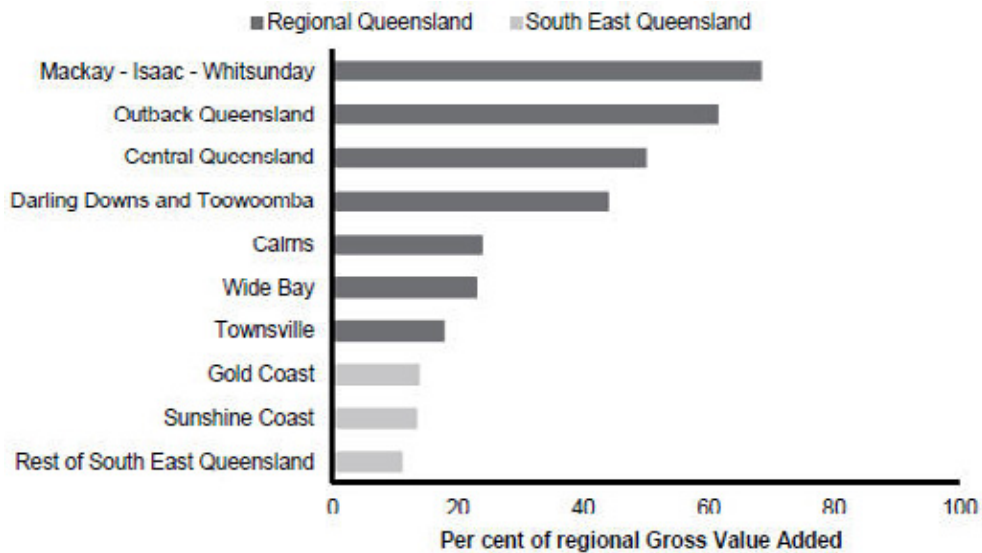 Regional Queensland South East Queensland
Mackay - Isaac - Whitsunday
Outback Queensland
Central Queensland
Darling Downs and Toowoomba
Cairns
Wide Bay
Townsville
Gold Coast
Sunshine Coast
Rest of South East Queensland
0 20 40 60 80 100
Per cent of regional Gross Value Added